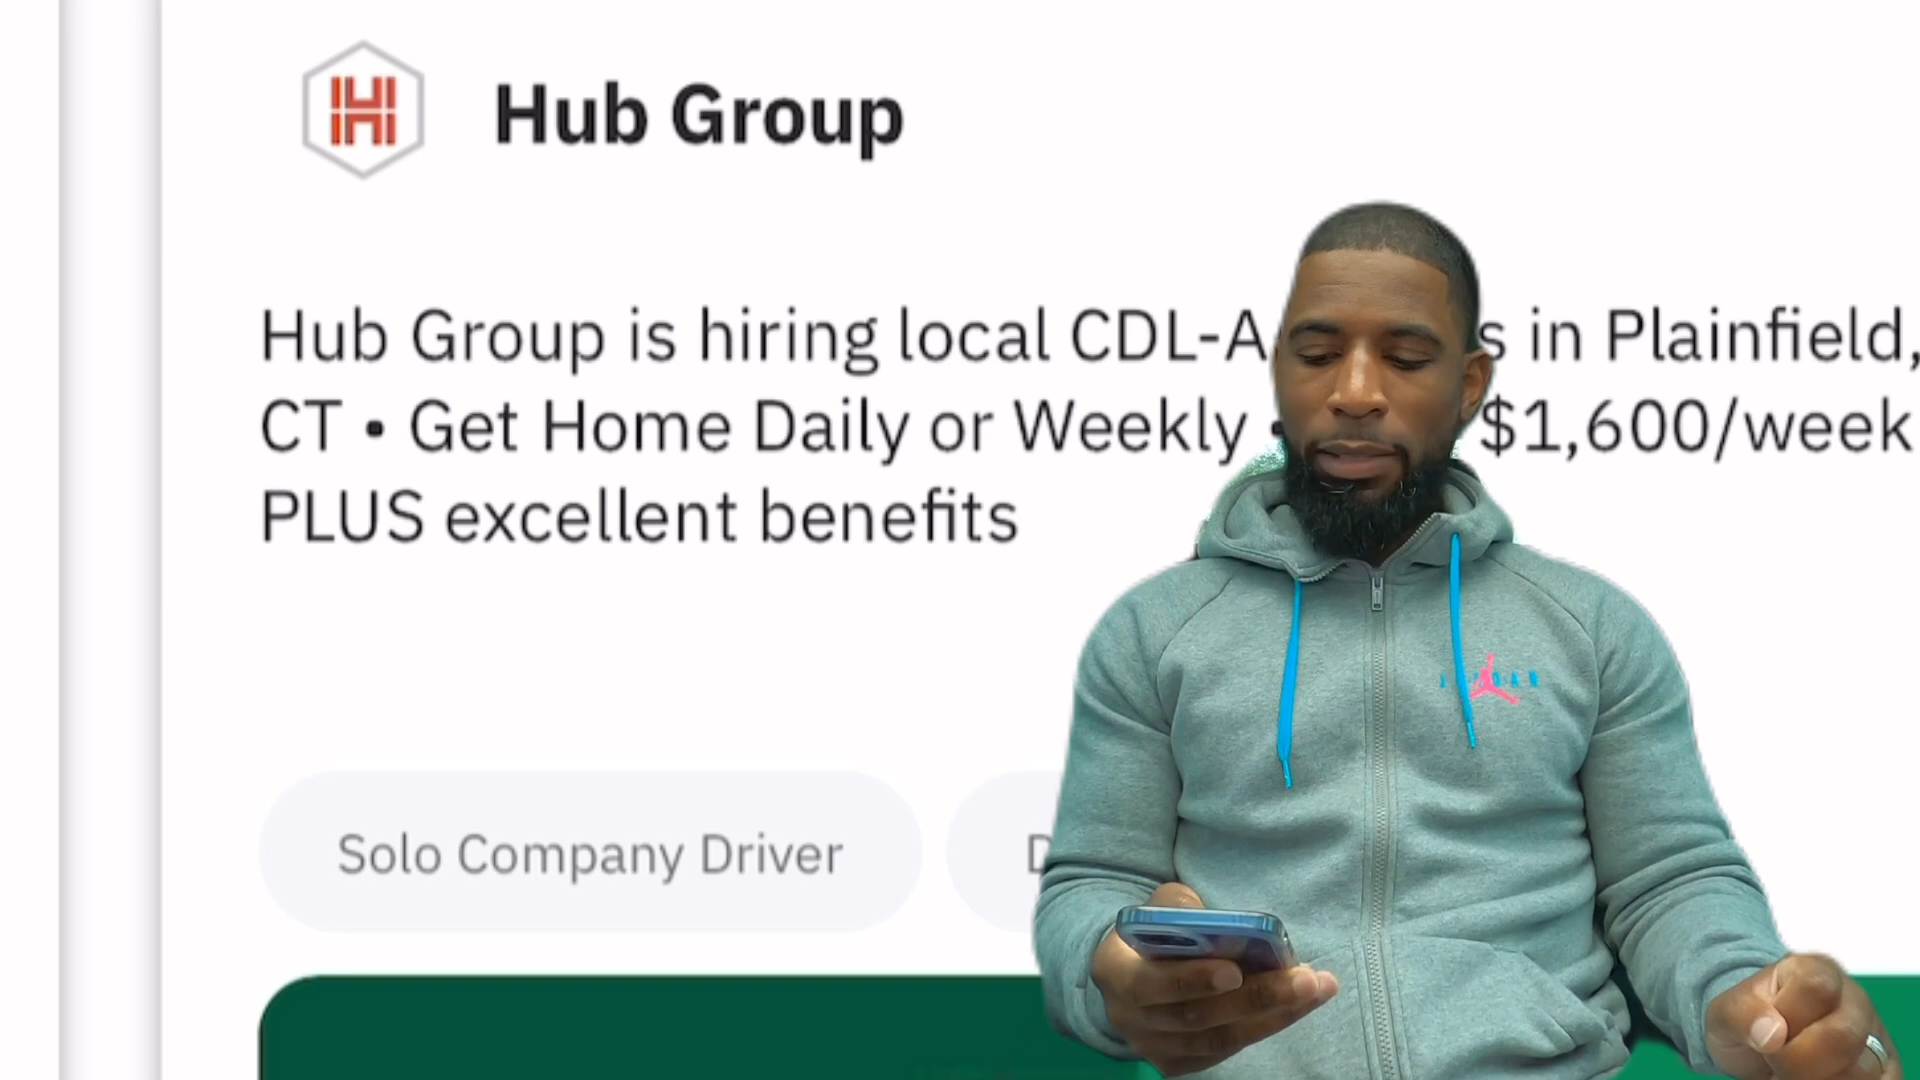 Hub Group
Hub Group is hiring local CDL-A in Plainfield,
CT • Get Home Daily or Weekly • $1,600/week
PLUS excellent benefits
Solo Company Driver